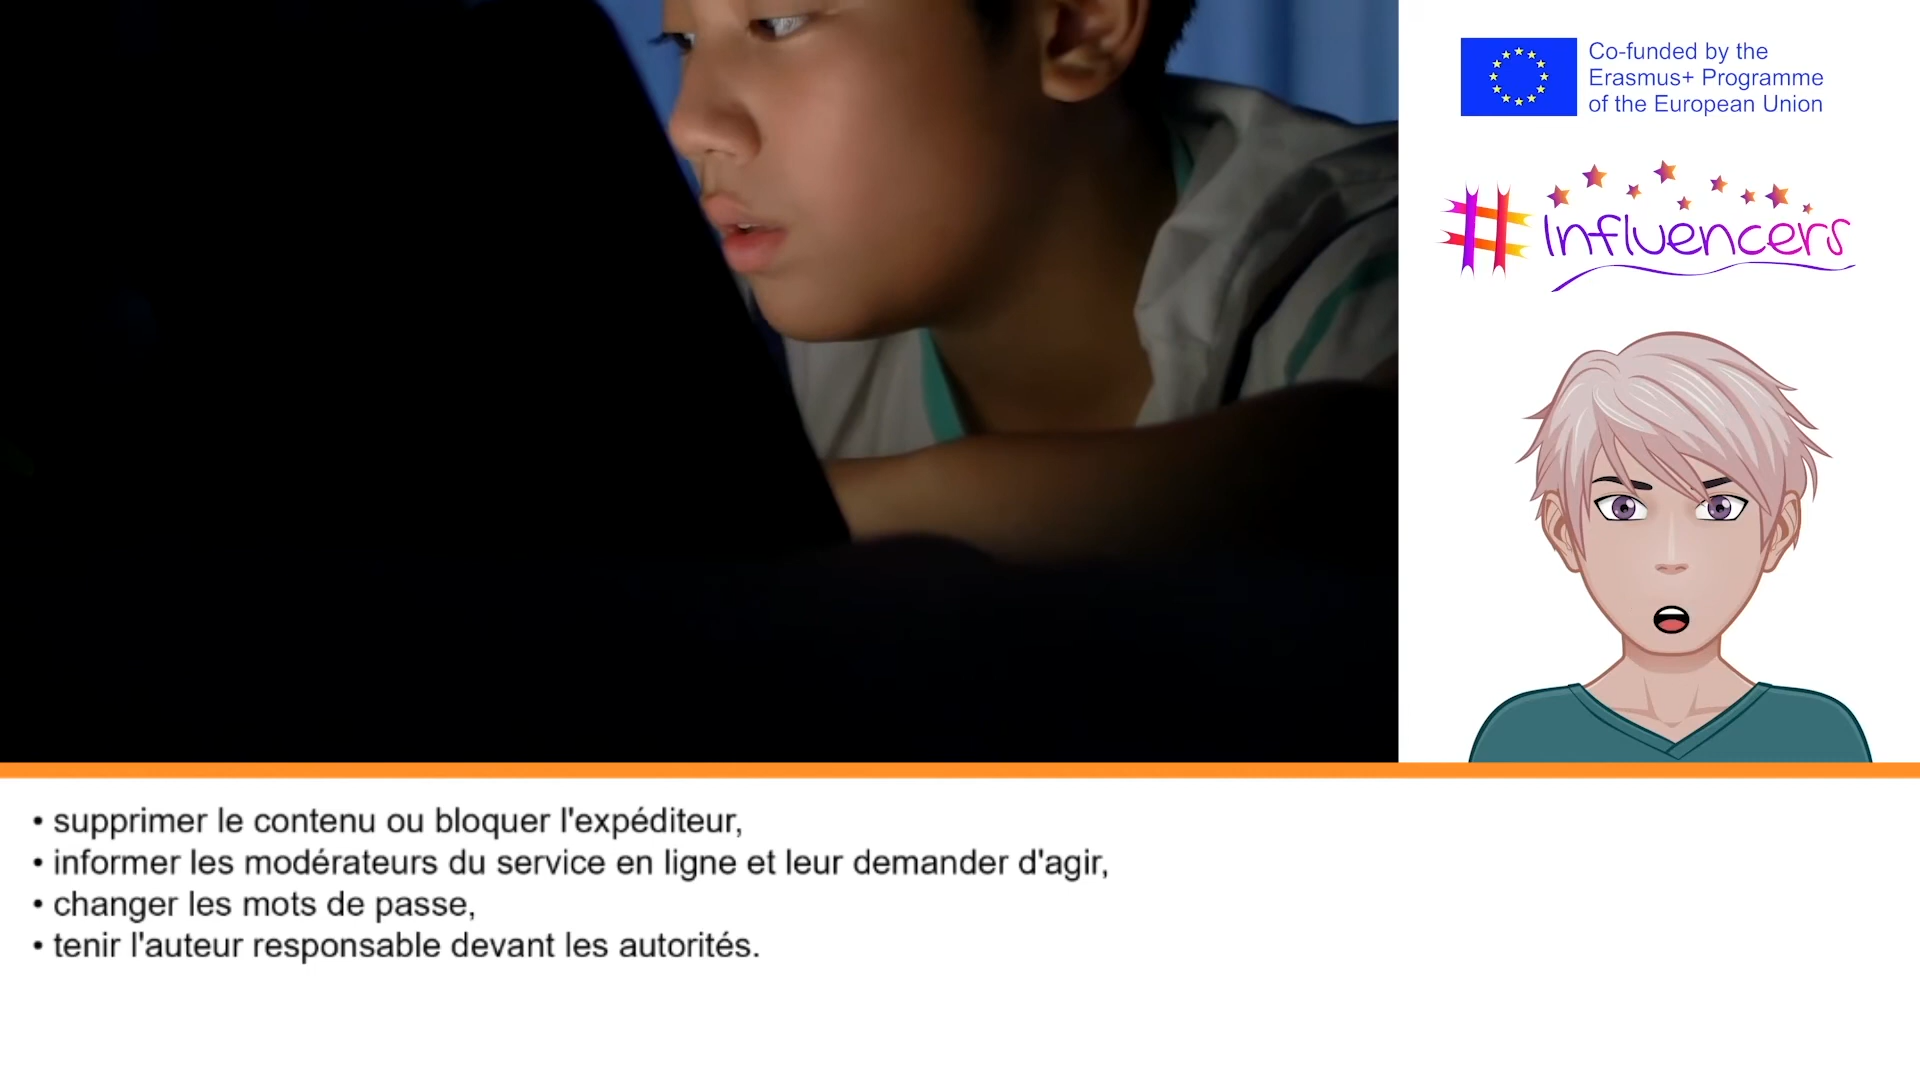 Co-funded by the
Erasmus+ Programme
of the European Union
#Influencers
• supprimer le contenu ou bloquer l'expéditeur,
• informer les modérateurs du service en ligne et leur demander d'agir,
• changer les mots de passe,
• tenir l'auteur responsable devant les autorités.